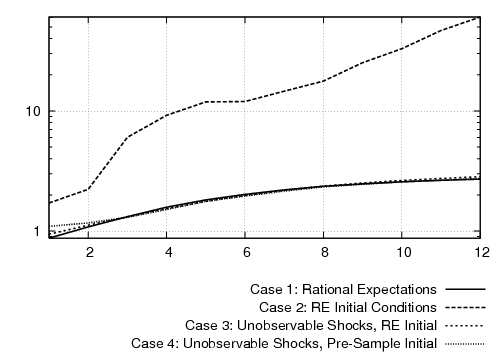 10
1
2 4 6 8 10 12
Case 1: Rational Expectations
Case 2: RE Initial Conditions
Case 3: Unobservable Shocks, RE Initial
Case 4: Unobservable Shocks, Pre-Sample Initial